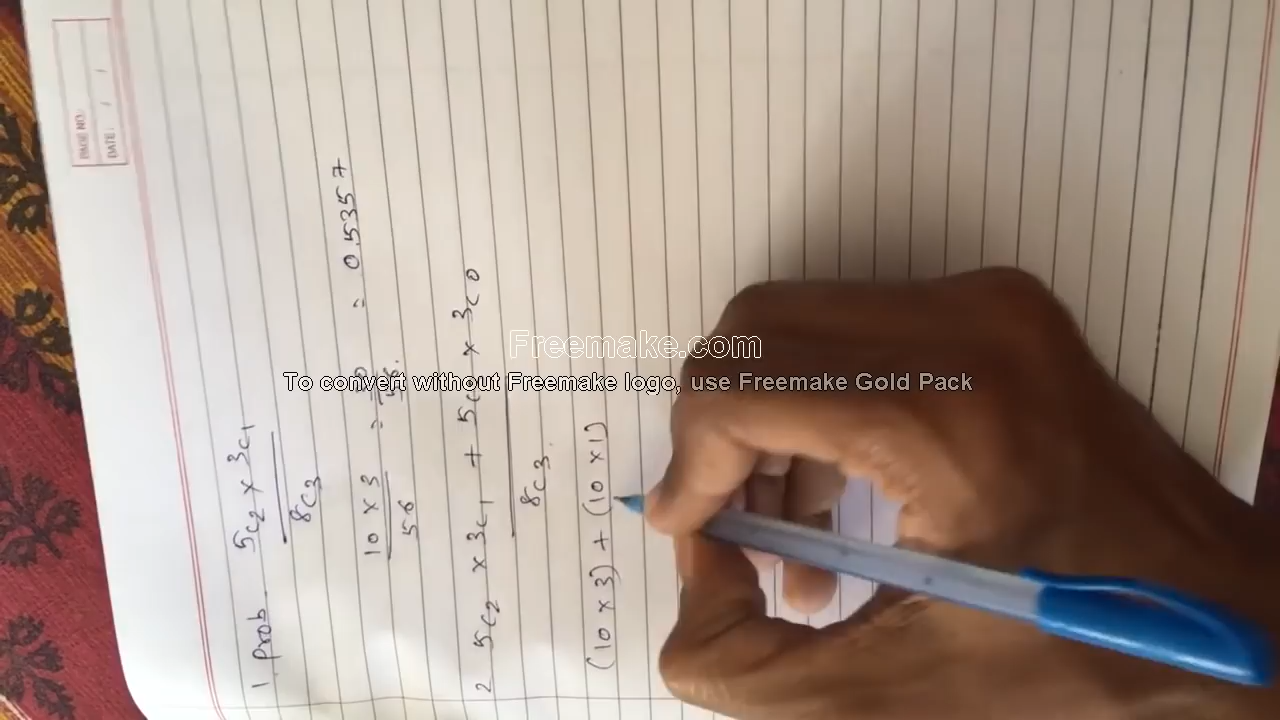 PAGE NO.:
DATE: / /
1. Prob 5C2 x 3C1
8C3
10 x 3 =
56
= 0.5357
2 5C2 x 3C1 + x 3C0
8C3.
(10 x 3) + (10 x 1)
Freemake.com
To convert without Freemake logo, use Freemake Gold Pack